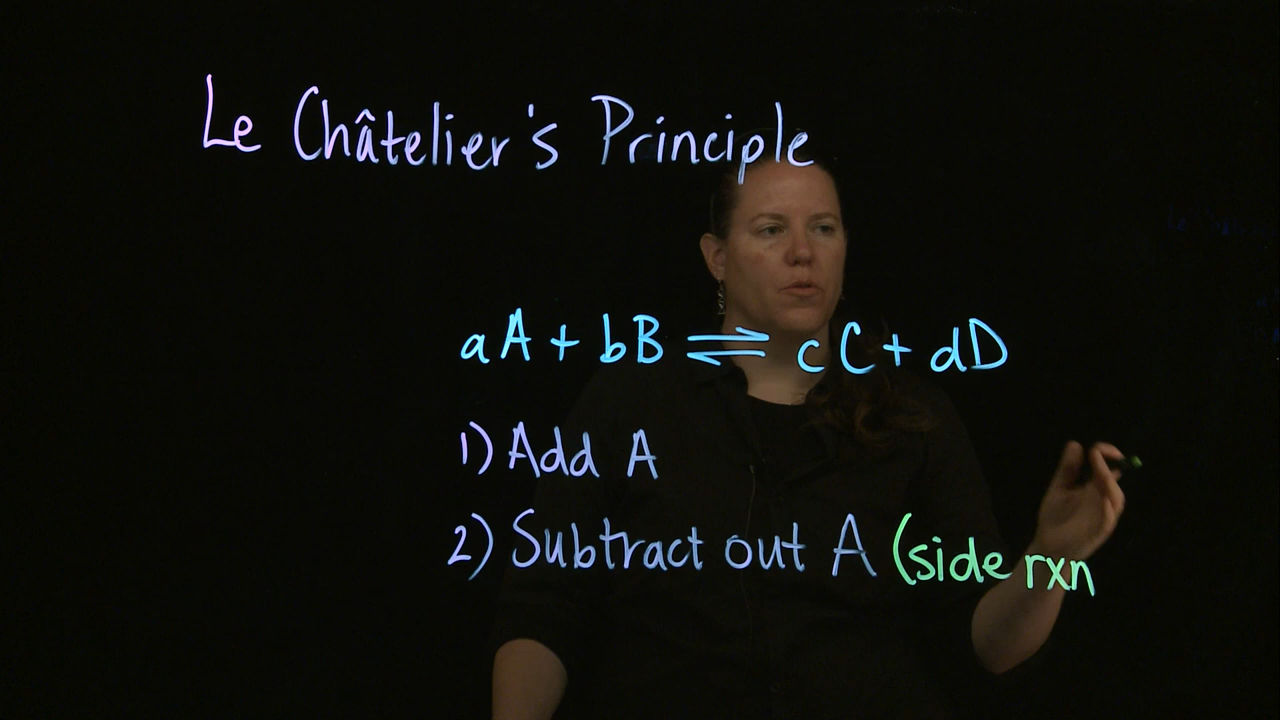 Le Châtelier's Principle
aA + bB ⇌ cC + dD
1) Add A
2) Subtract out A (side rxn